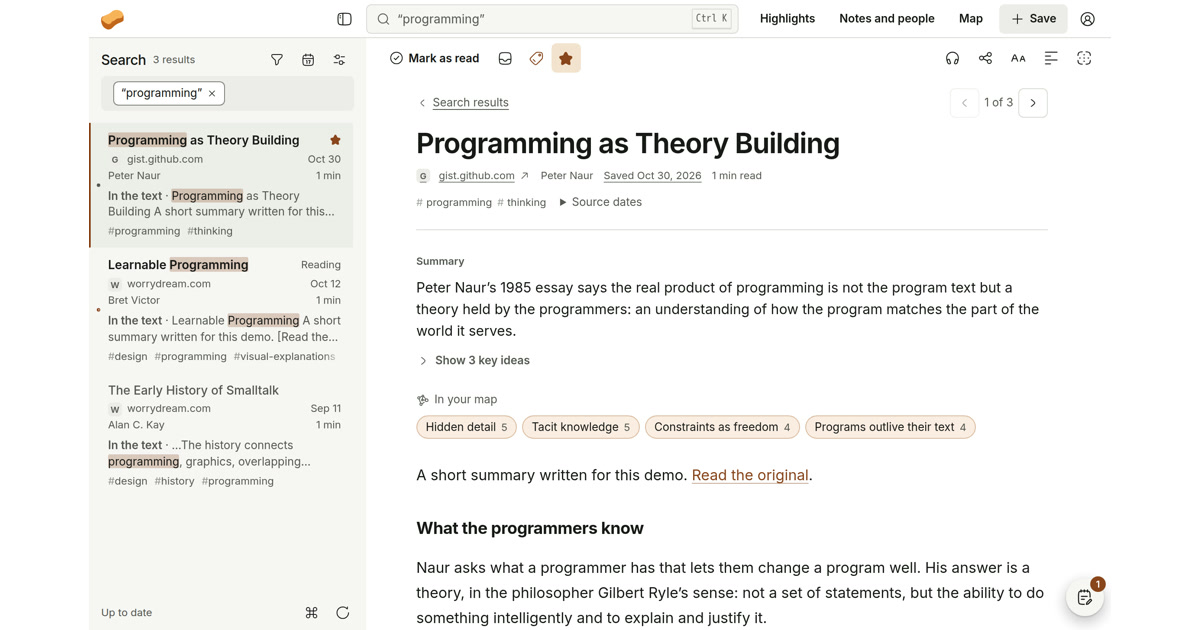 "programming"
Ctrl K
Highlights
Notes and people
Map
Save
Search 3 results
"programming" ×
Programming as Theory Building
G gist.github.com Oct 30
Peter Naur 1 min
In the text · Programming as Theory
Building A short summary written for this…
#programming #thinking
Learnable Programming Reading
W worrydream.com Oct 12
Bret Victor 1 min
In the text · Learnable Programming A short
summary written for this demo. [Read the…
#design #programming #visual-explanations
The Early History of Smalltalk
W worrydream.com Sep 11
Alan C. Kay 1 min
In the text · …The history connects
programming, graphics, overlapping…
#design #history #programming
Up to date
Mark as read
AA
Search results
1 of 3
Programming as Theory Building
G gist.github.com Peter Naur Saved Oct 30, 2026 1 min read
# programming # thinking Source dates
Summary
Peter Naur’s 1985 essay says the real product of programming is not the program text but a
theory held by the programmers: an understanding of how the program matches the part of the
world it serves.
Show 3 key ideas
In your map
Hidden detail 5 Tacit knowledge 5 Constraints as freedom 4 Programs outlive their text 4
A short summary written for this demo. Read the original.
What the programmers know
Naur asks what a programmer has that lets them change a program well. His answer is a
theory, in the philosopher Gilbert Ryle’s sense: not a set of statements, but the ability to do
something intelligently and to explain and justify it.
1